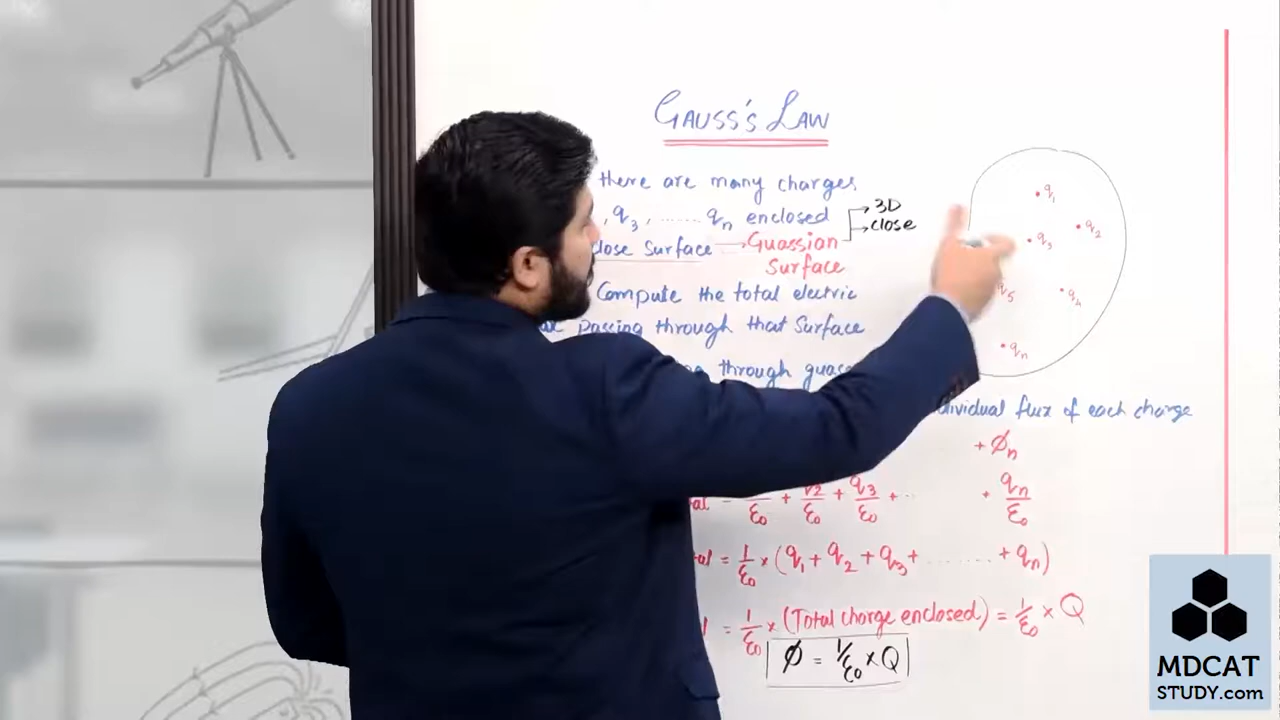 GAUSS'S LAW
there are many charges
, q3, ...... qn enclosed
close Surface → Guassian
Surface
3D
close
Compute the total electric
passing through that Surface
through
dividual flux of each charge
+ Øn
= + q2/ε0 + q3/ε0 + .. + qn/ε0
= 1/ε0 × (q1 + q2 + q3 + ....... + qn)
= 1/ε0 × (Total charge enclosed) = 1/ε0 × Q
Ø = 1/ε0 × Q
q1
q2
q3
q5
q4
qn
MDCAT
STUDY.com